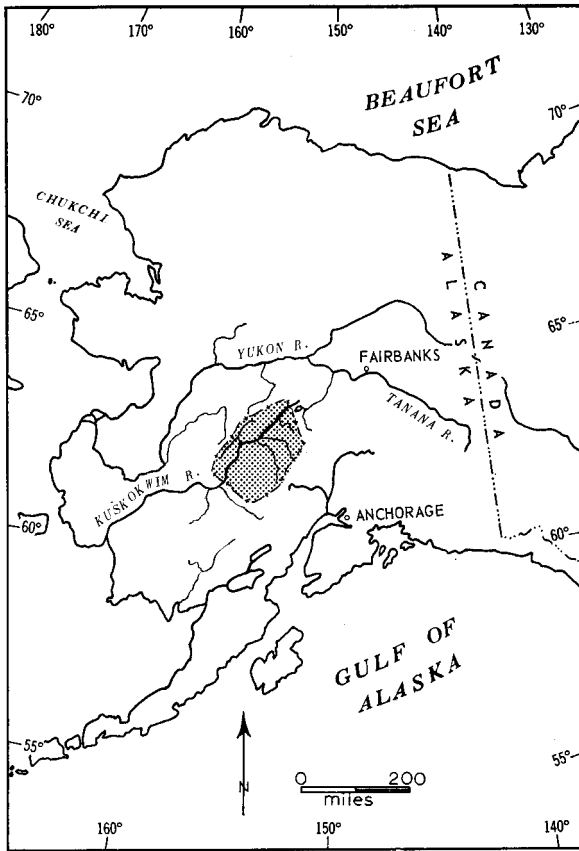 180° 170° 160° 150° 140° 130°
70°
BEAUFORT
SEA
70°
CHUKCHI
SEA
65°
CANADA
ALASKA
65°
YUKON R.
FAIRBANKS
TANANA R.
KUSKOKWIM R.
60°
ANCHORAGE
60°
GULF OF
ALASKA
55°
55°
N
0 200
miles
160° 150° 140°